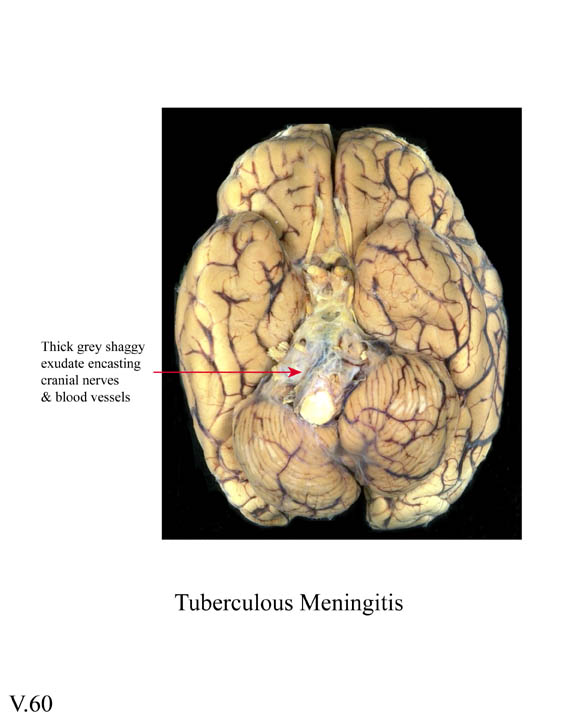 Thick grey shaggy
exudate encasting
cranial nerves
& blood vessels
Tuberculous Meningitis
V.60